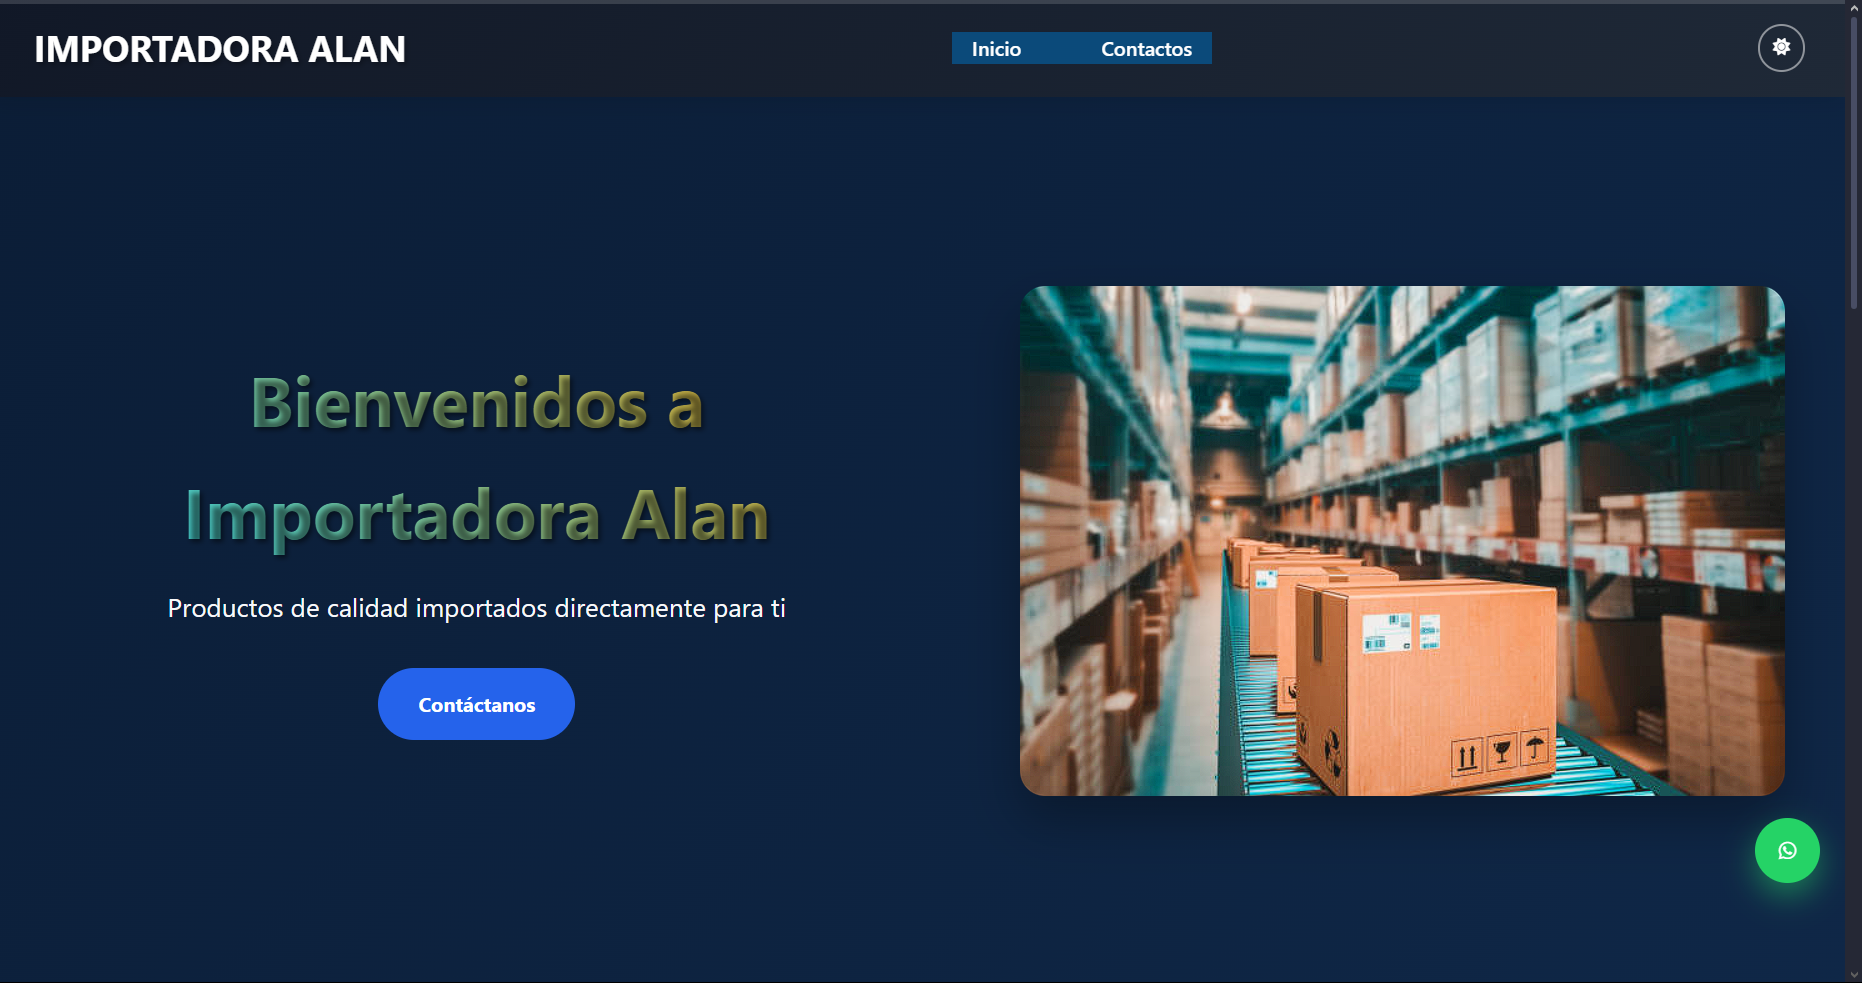 IMPORTADORA ALAN
Inicio
Contactos
Bienvenidos a
Importadora Alan
Productos de calidad importados directamente para ti
Contáctanos